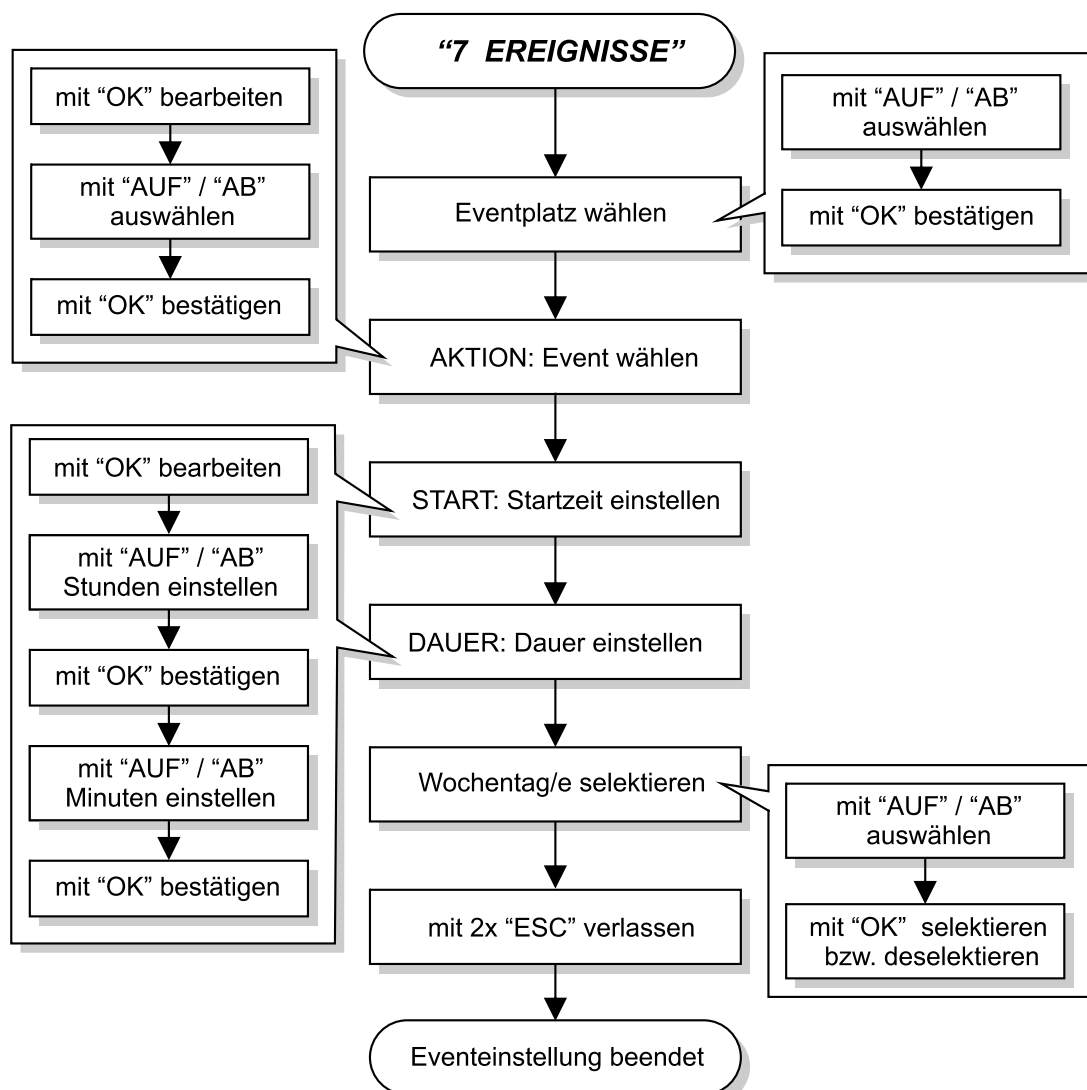 “7 EREIGNISSE”
mit “OK” bearbeiten
mit “AUF” / “AB”
auswählen
mit “OK” bestätigen
mit “AUF” / “AB”
auswählen
mit “OK” bestätigen
Eventplatz wählen
AKTION: Event wählen
mit “OK” bearbeiten
mit “AUF” / “AB”
Stunden einstellen
mit “OK” bestätigen
mit “AUF” / “AB”
Minuten einstellen
mit “OK” bestätigen
START: Startzeit einstellen
DAUER: Dauer einstellen
Wochentag/e selektieren
mit “AUF” / “AB”
auswählen
mit “OK” selektieren
bzw. deselektieren
mit 2x “ESC” verlassen
Eventeinstellung beendet